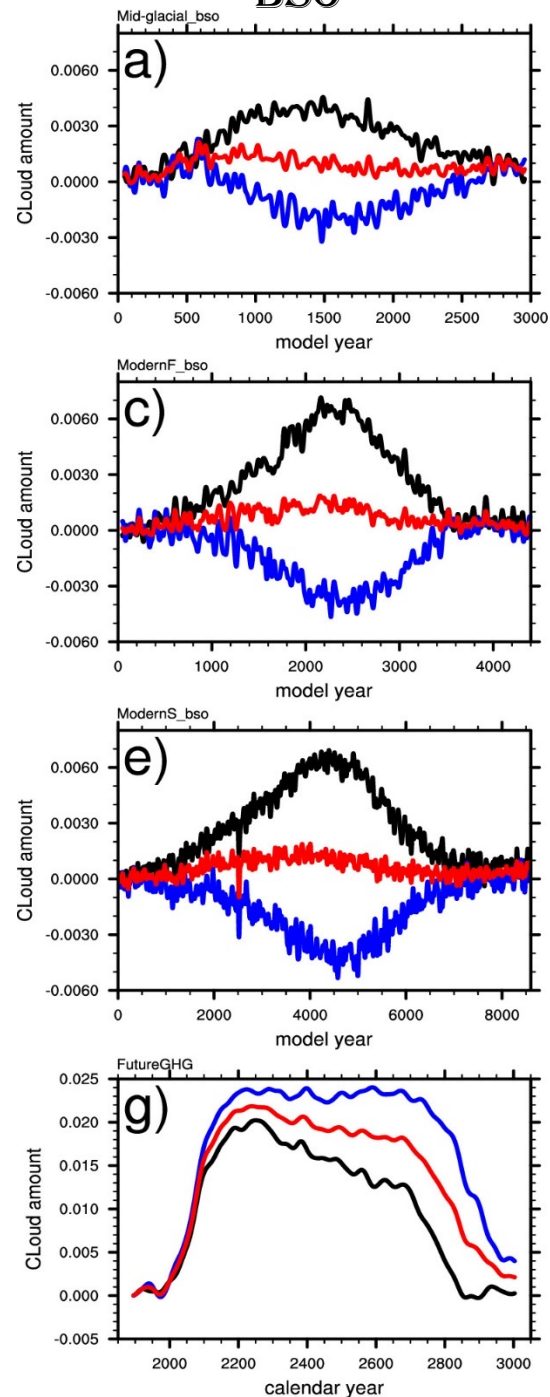 BSO
Mid-glacial_bso
a)
0.0060
0.0030
0.0000
-0.0030
-0.0060
CLoud amount
0 500 1000 1500 2000 2500 3000
model year
ModernF_bso
c)
0.0060
0.0030
0.0000
-0.0030
-0.0060
CLoud amount
0 1000 2000 3000 4000
model year
ModernS_bso
e)
0.0060
0.0030
0.0000
-0.0030
-0.0060
CLoud amount
0 2000 4000 6000 8000
model year
FutureGHG
g)
0.025
0.020
0.015
0.010
0.005
0.000
-0.005
CLoud amount
2000 2200 2400 2600 2800 3000
calendar year